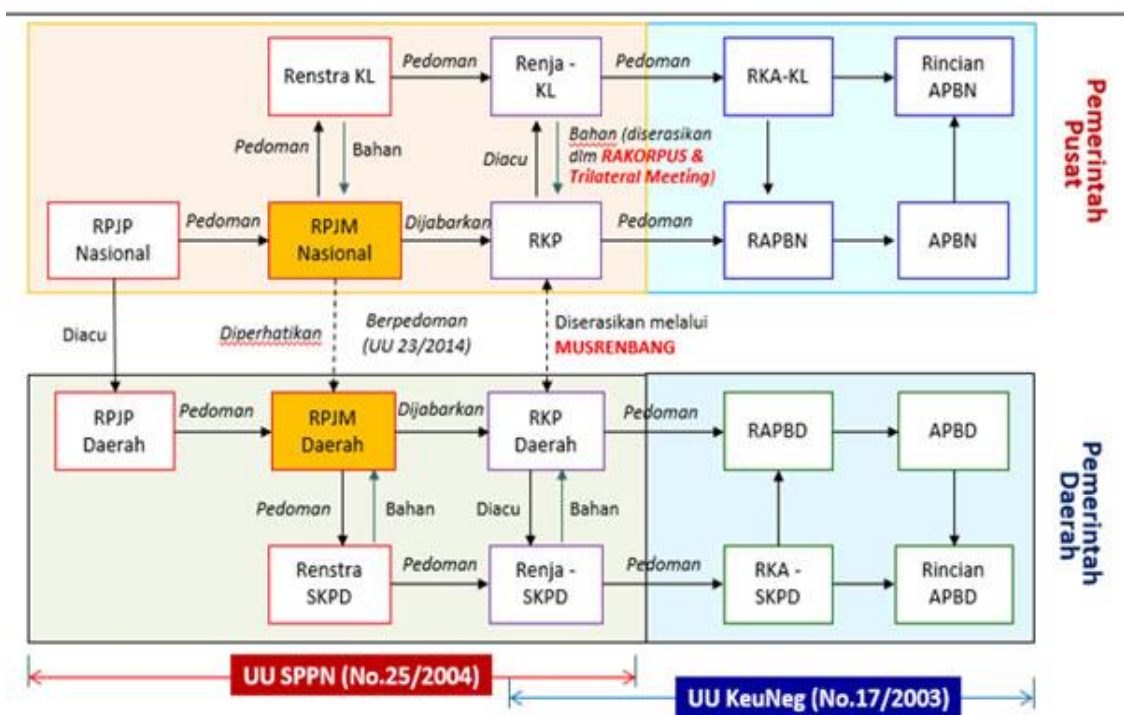 Renstra KL
Pedoman
Renja -
KL
Pedoman
RKA-KL
Rincian
APBN
Pedoman
Bahan
Diacu
Bahan (diserasikan
dlm RAKORPUS &
Trilateral Meeting)
RPJP
Nasional
Pedoman
RPJM
Nasional
Dijabarkan
RKP
Pedoman
RAPBN
APBN
Pemerintah
Pusat
Diacu
Diperhatikan
Berpedoman
(UU 23/2014)
Diserasikan melalui
MUSRENBANG
RPJP
Daerah
Pedoman
RPJM
Daerah
Dijabarkan
RKP
Daerah
Pedoman
RAPBD
APBD
Pedoman
Bahan
Diacu
Bahan
Renstra
SKPD
Pedoman
Renja -
SKPD
Pedoman
RKA -
SKPD
Rincian
APBD
Pemerintah
Daerah
UU SPPN (No.25/2004)
UU KeuNeg (No.17/2003)